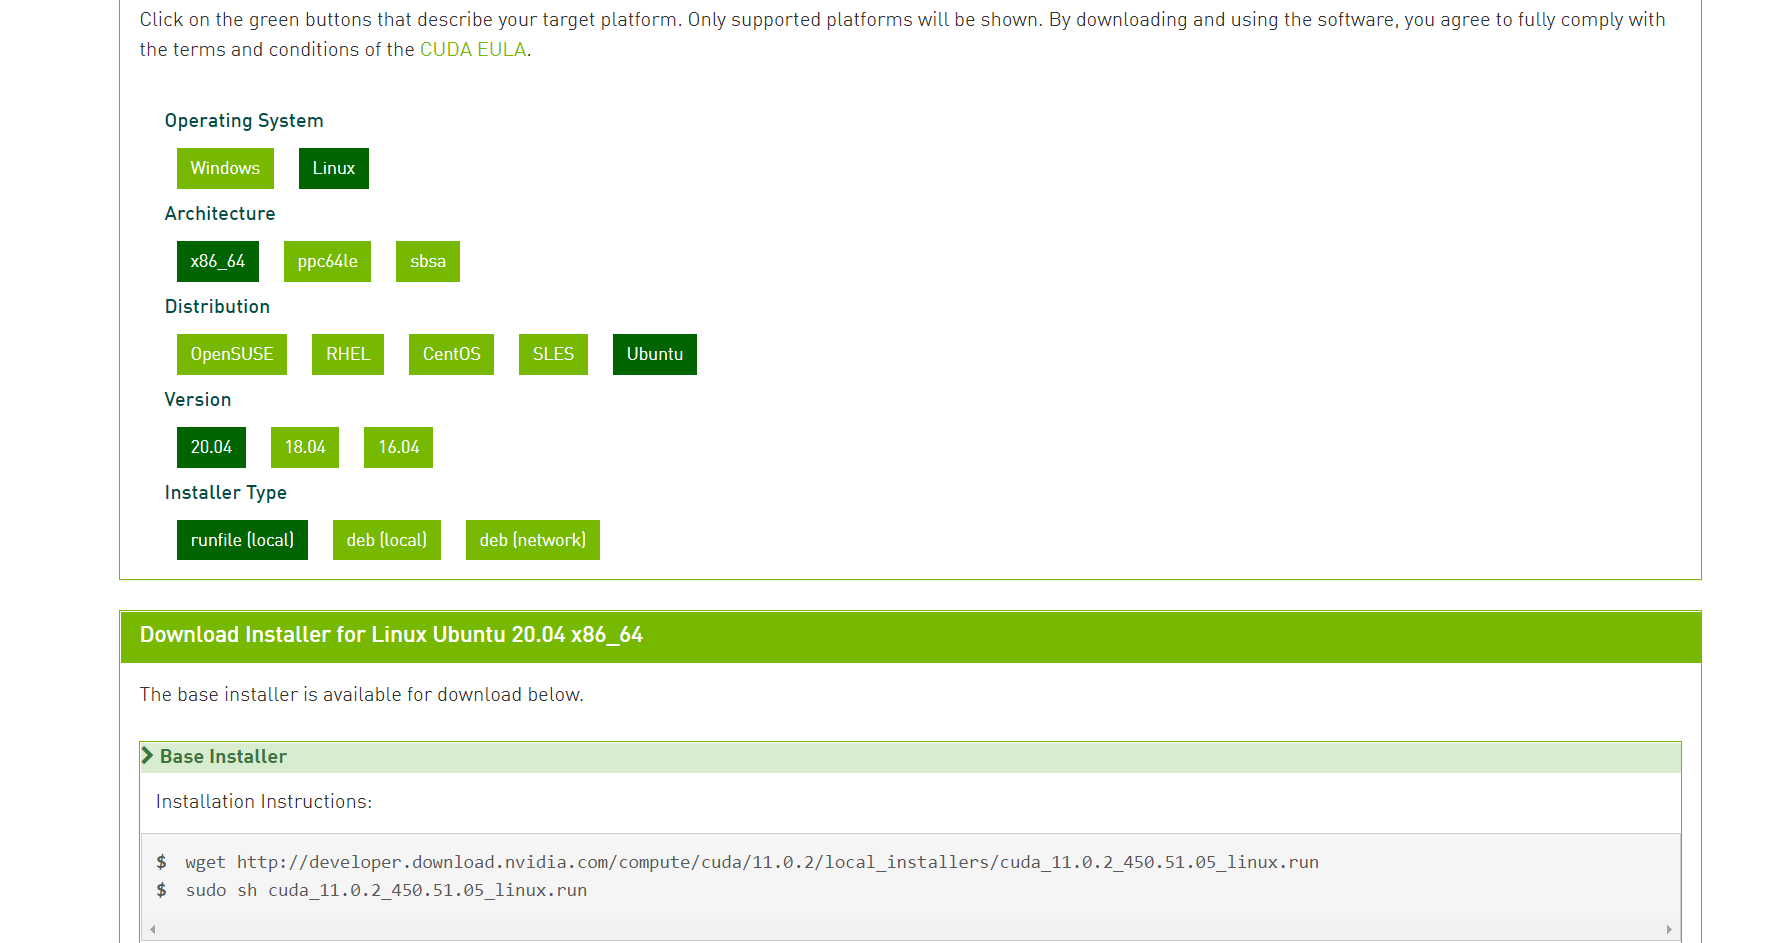 Click on the green buttons that describe your target platform. Only supported platforms will be shown. By downloading and using the software, you agree to fully comply with
the terms and conditions of the CUDA EULA.
Operating System
Windows Linux
Architecture
x86_64 ppc64le sbsa
Distribution
OpenSUSE RHEL CentOS SLES Ubuntu
Version
20.04 18.04 16.04
Installer Type
runfile (local) deb (local) deb (network)
Download Installer for Linux Ubuntu 20.04 x86_64
The base installer is available for download below.
Base Installer
Installation Instructions:
$ wget http://developer.download.nvidia.com/compute/cuda/11.0.2/local_installers/cuda_11.0.2_450.51.05_linux.run
$ sudo sh cuda_11.0.2_450.51.05_linux.run